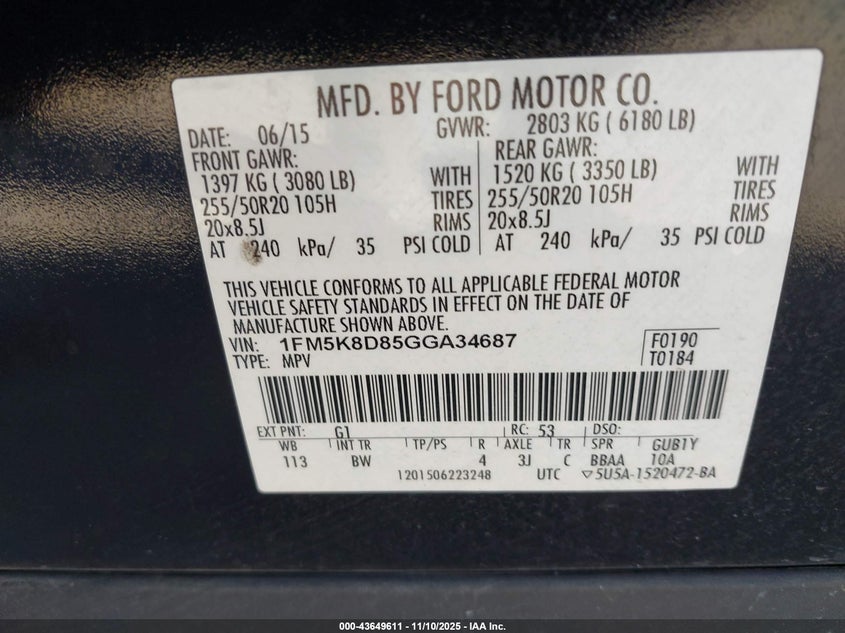 MFD. BY FORD MOTOR CO.
DATE: 06/15 GVWR: 2803 KG ( 6180 LB)
FRONT GAWR: REAR GAWR:
1397 KG ( 3080 LB) WITH 1520 KG ( 3350 LB) WITH
255/50R20 105H TIRES 255/50R20 105H TIRES
20x8.5J RIMS 20x8.5J RIMS
AT 240 kPa/ 35 PSI COLD AT 240 kPa/ 35 PSI COLD
THIS VEHICLE CONFORMS TO ALL APPLICABLE FEDERAL MOTOR
VEHICLE SAFETY STANDARDS IN EFFECT ON THE DATE OF
MANUFACTURE SHOWN ABOVE.
VIN: 1FM5K8D85GGA34687 F0190
TYPE: MPV T0184
EXT PNT: G1 RC: 53 DSO:
WB INT TR TP/PS R AXLE TR SPR GUB1Y
113 BW 4 3J C BBAA 10A
1201506223248 UTC ▽5U5A-1520472-BA
000-43649611 - 11/10/2025 - IAA Inc.